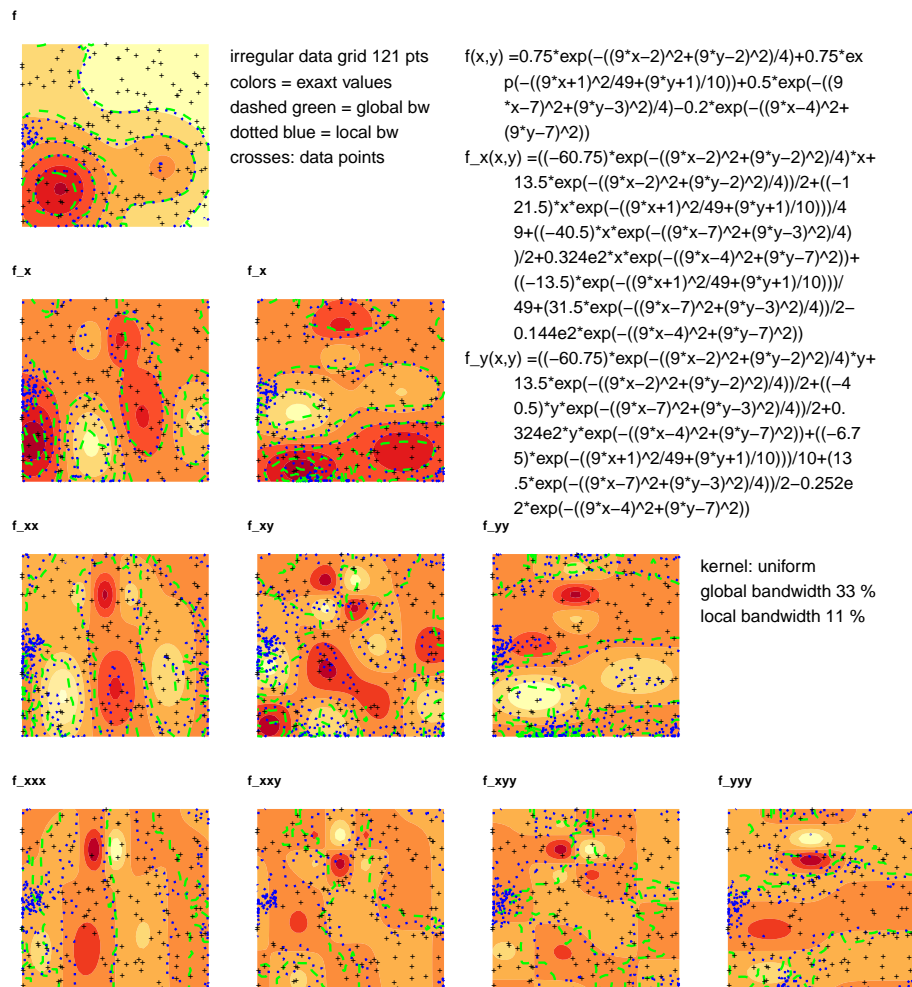 f
irregular data grid 121 pts
colors = exaxt values
dashed green = global bw
dotted blue = local bw
crosses: data points
f(x,y) =0.75*exp(−((9*x−2)^2+(9*y−2)^2)/4)+0.75*ex
p(−((9*x+1)^2/49+(9*y+1)/10))+0.5*exp(−((9
*x−7)^2+(9*y−3)^2)/4)−0.2*exp(−((9*x−4)^2+
(9*y−7)^2))
f_x(x,y) =((−60.75)*exp(−((9*x−2)^2+(9*y−2)^2)/4)*x+
13.5*exp(−((9*x−2)^2+(9*y−2)^2)/4))/2+((−1
21.5)*x*exp(−((9*x+1)^2/49+(9*y+1)/10)))/4
9+((−40.5)*x*exp(−((9*x−7)^2+(9*y−3)^2)/4)
)/2+0.324e2*x*exp(−((9*x−4)^2+(9*y−7)^2))+
((−13.5)*exp(−((9*x+1)^2/49+(9*y+1)/10)))/
49+(31.5*exp(−((9*x−7)^2+(9*y−3)^2)/4))/2−
0.144e2*exp(−((9*x−4)^2+(9*y−7)^2))
f_y(x,y) =((−60.75)*exp(−((9*x−2)^2+(9*y−2)^2)/4)*y+
13.5*exp(−((9*x−2)^2+(9*y−2)^2)/4))/2+((−4
0.5)*y*exp(−((9*x−7)^2+(9*y−3)^2)/4))/2+0.
324e2*y*exp(−((9*x−4)^2+(9*y−7)^2))+((−6.7
5)*exp(−((9*x+1)^2/49+(9*y+1)/10)))/10+(13
.5*exp(−((9*x−7)^2+(9*y−3)^2)/4))/2−0.252e
2*exp(−((9*x−4)^2+(9*y−7)^2))
f_x
f_x
f_xx
f_xy
f_yy
kernel: uniform
global bandwidth 33 %
local bandwidth 11 %
f_xxx
f_xxy
f_xyy
f_yyy